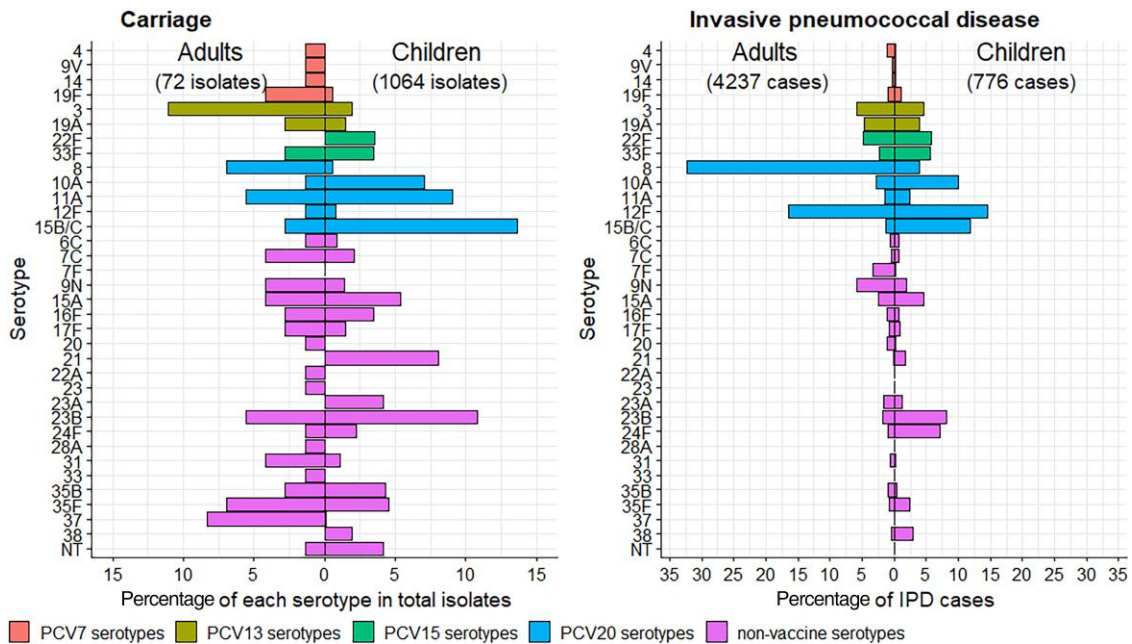 Carriage
Invasive pneumococcal disease
Adults
(72 isolates)
Children
(1064 isolates)
Adults
(4237 cases)
Children
(776 cases)
Serotype
4
9V
14
19F
3
19A
22F
33F
8
10A
11A
12F
15B/C
6C
7C
7F
9N
15A
16F
17F
20
21
22A
23
23A
23B
24F
28A
31
33
35B
35F
37
38
NT
15 10 5 0 5 10 15
Percentage of each serotype in total isolates
Serotype
4
9V
14
19F
3
19A
22F
33F
8
10A
11A
12F
15B/C
6C
7C
7F
9N
15A
16F
17F
20
21
22A
23
23A
23B
24F
28A
31
33
35B
35F
37
38
NT
35 30 25 20 15 10 5 0 5 10 15 20 25 30 35
Percentage of IPD cases
PCV7 serotypes PCV13 serotypes PCV15 serotypes PCV20 serotypes non-vaccine serotypes